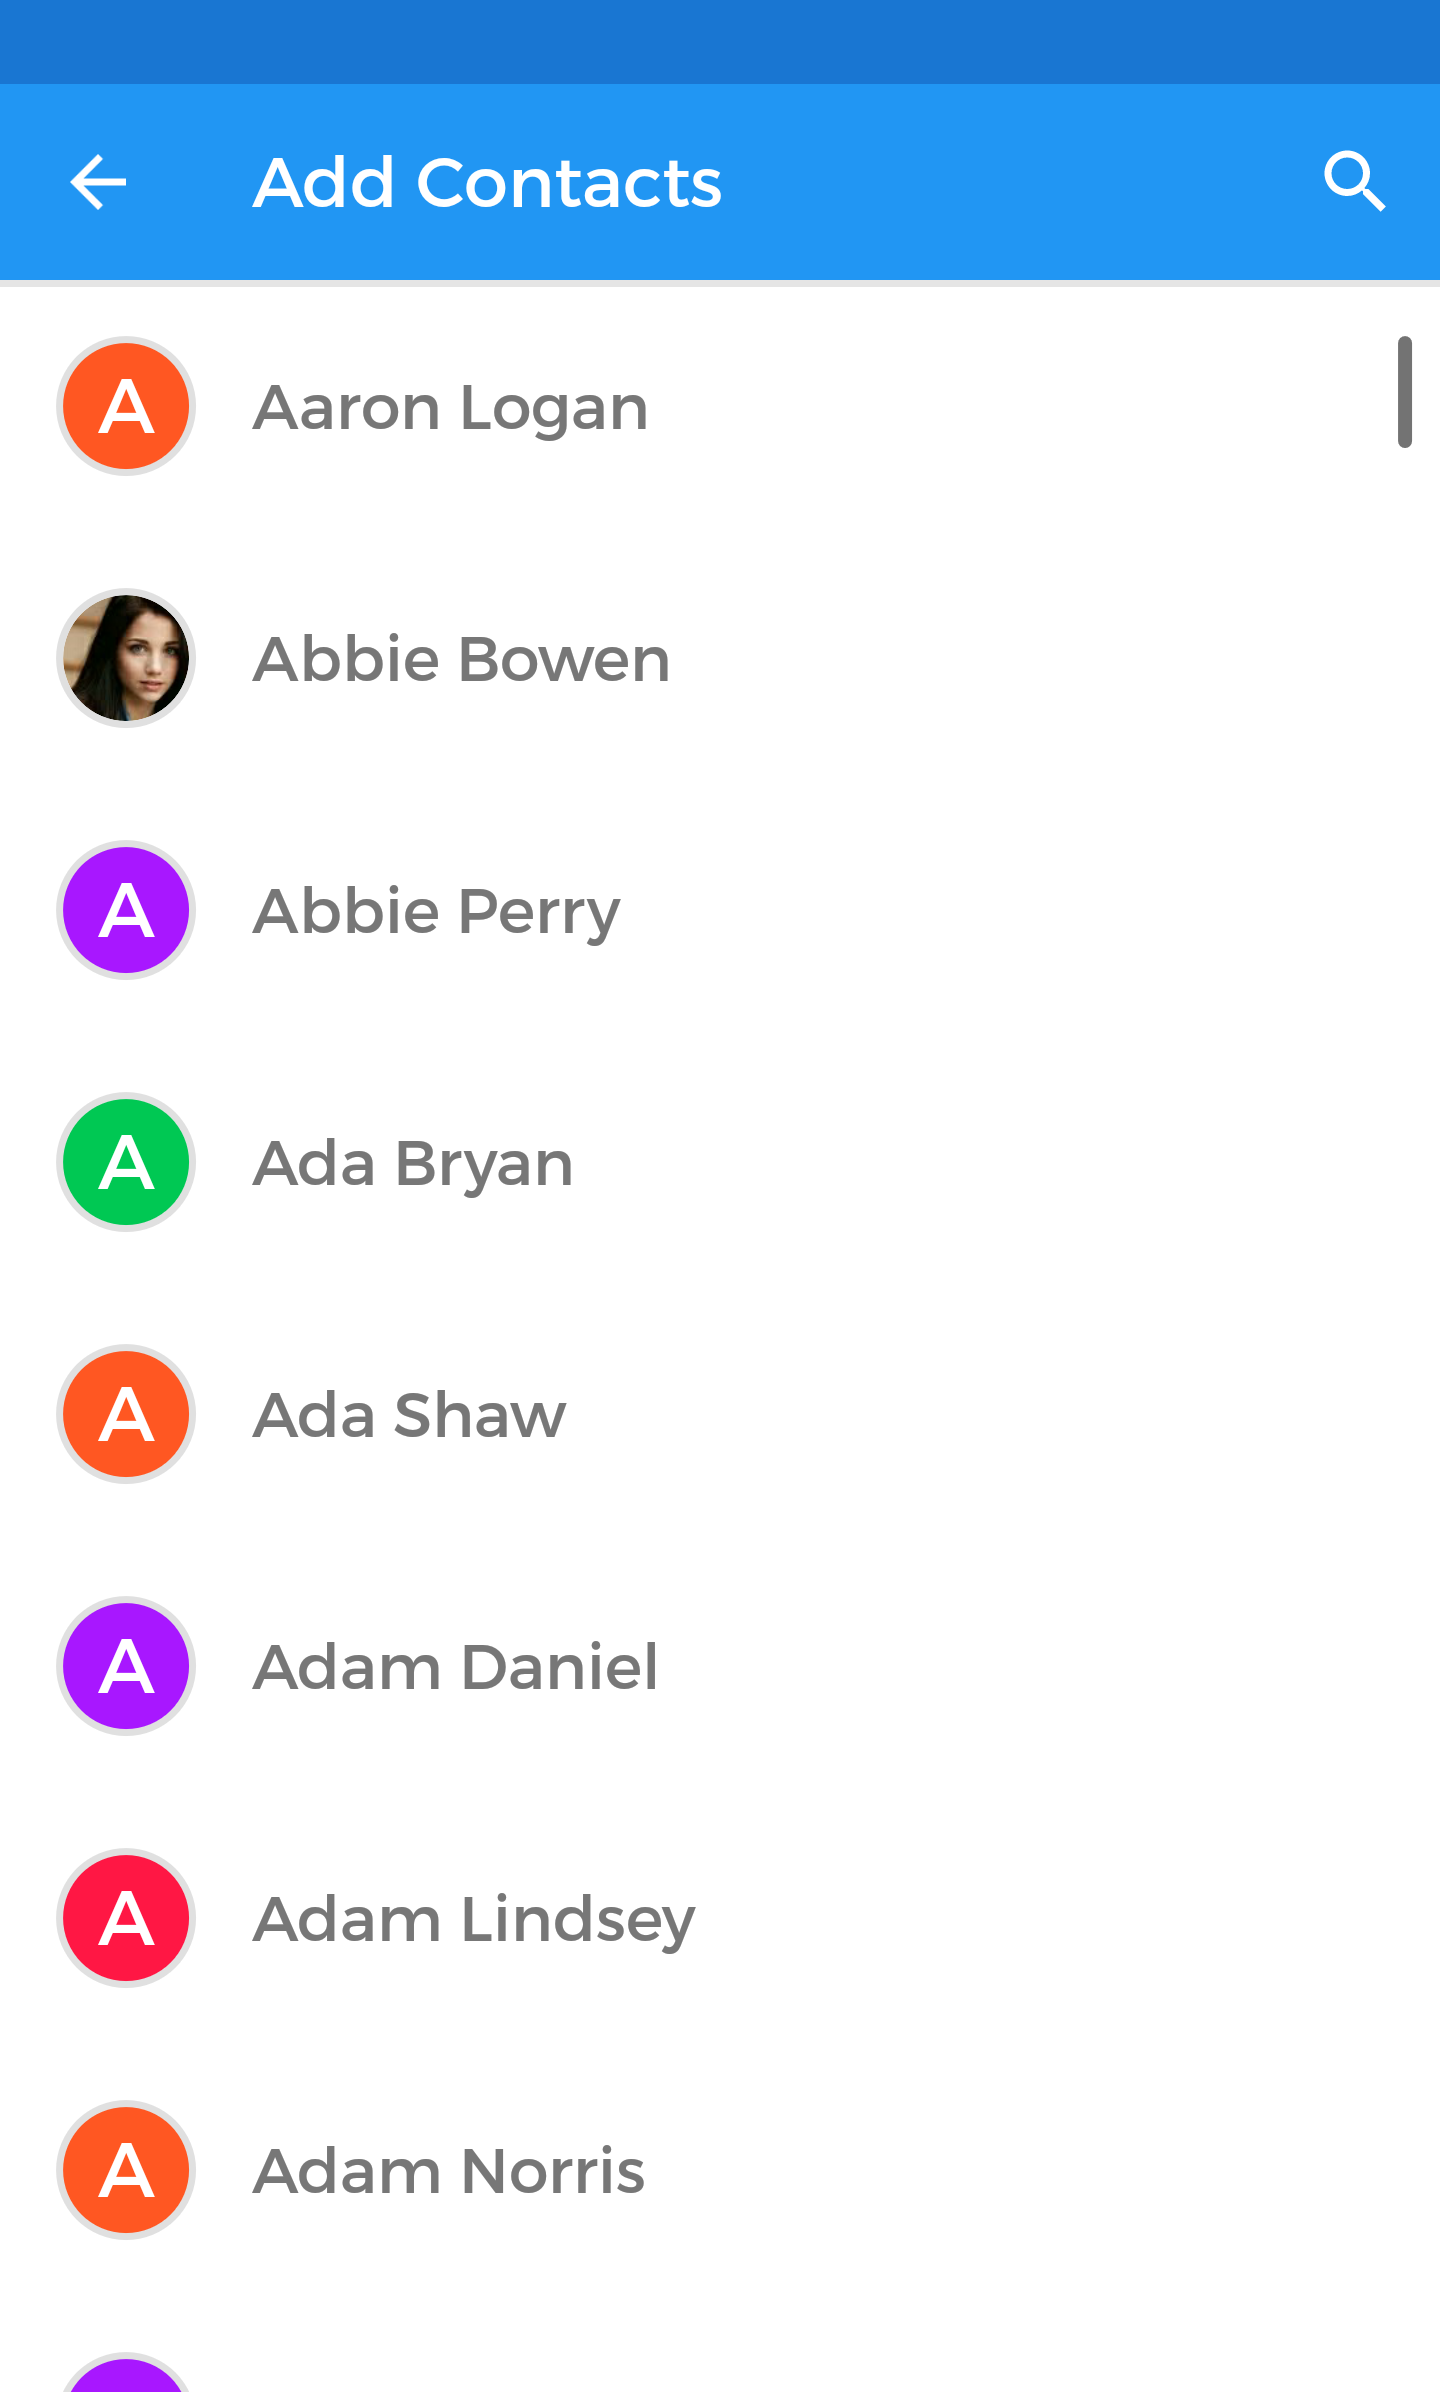 Add Contacts
A Aaron Logan
Abbie Bowen
A Abbie Perry
A Ada Bryan
A Ada Shaw
A Adam Daniel
A Adam Lindsey
A Adam Norris